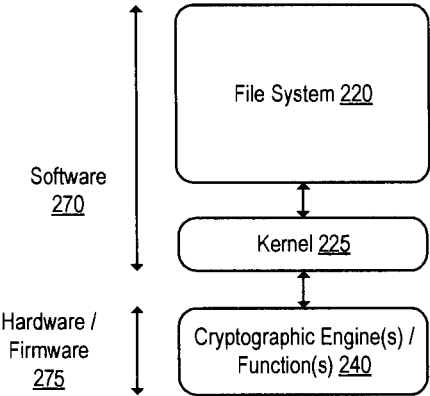 File System 220
Software
270
Kernel 225
Hardware /
Firmware
275
Cryptographic Engine(s) /
Function(s) 240